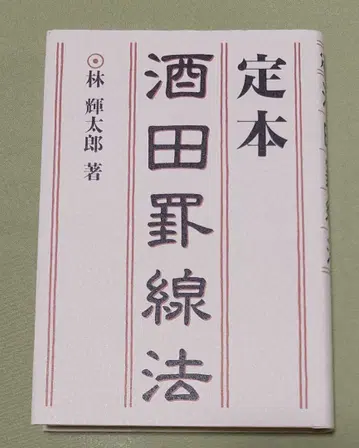 定本
酒田罫線法
林 輝太郎 著